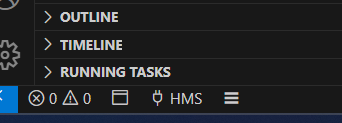 OUTLINE
TIMELINE
RUNNING TASKS
0 0 HMS